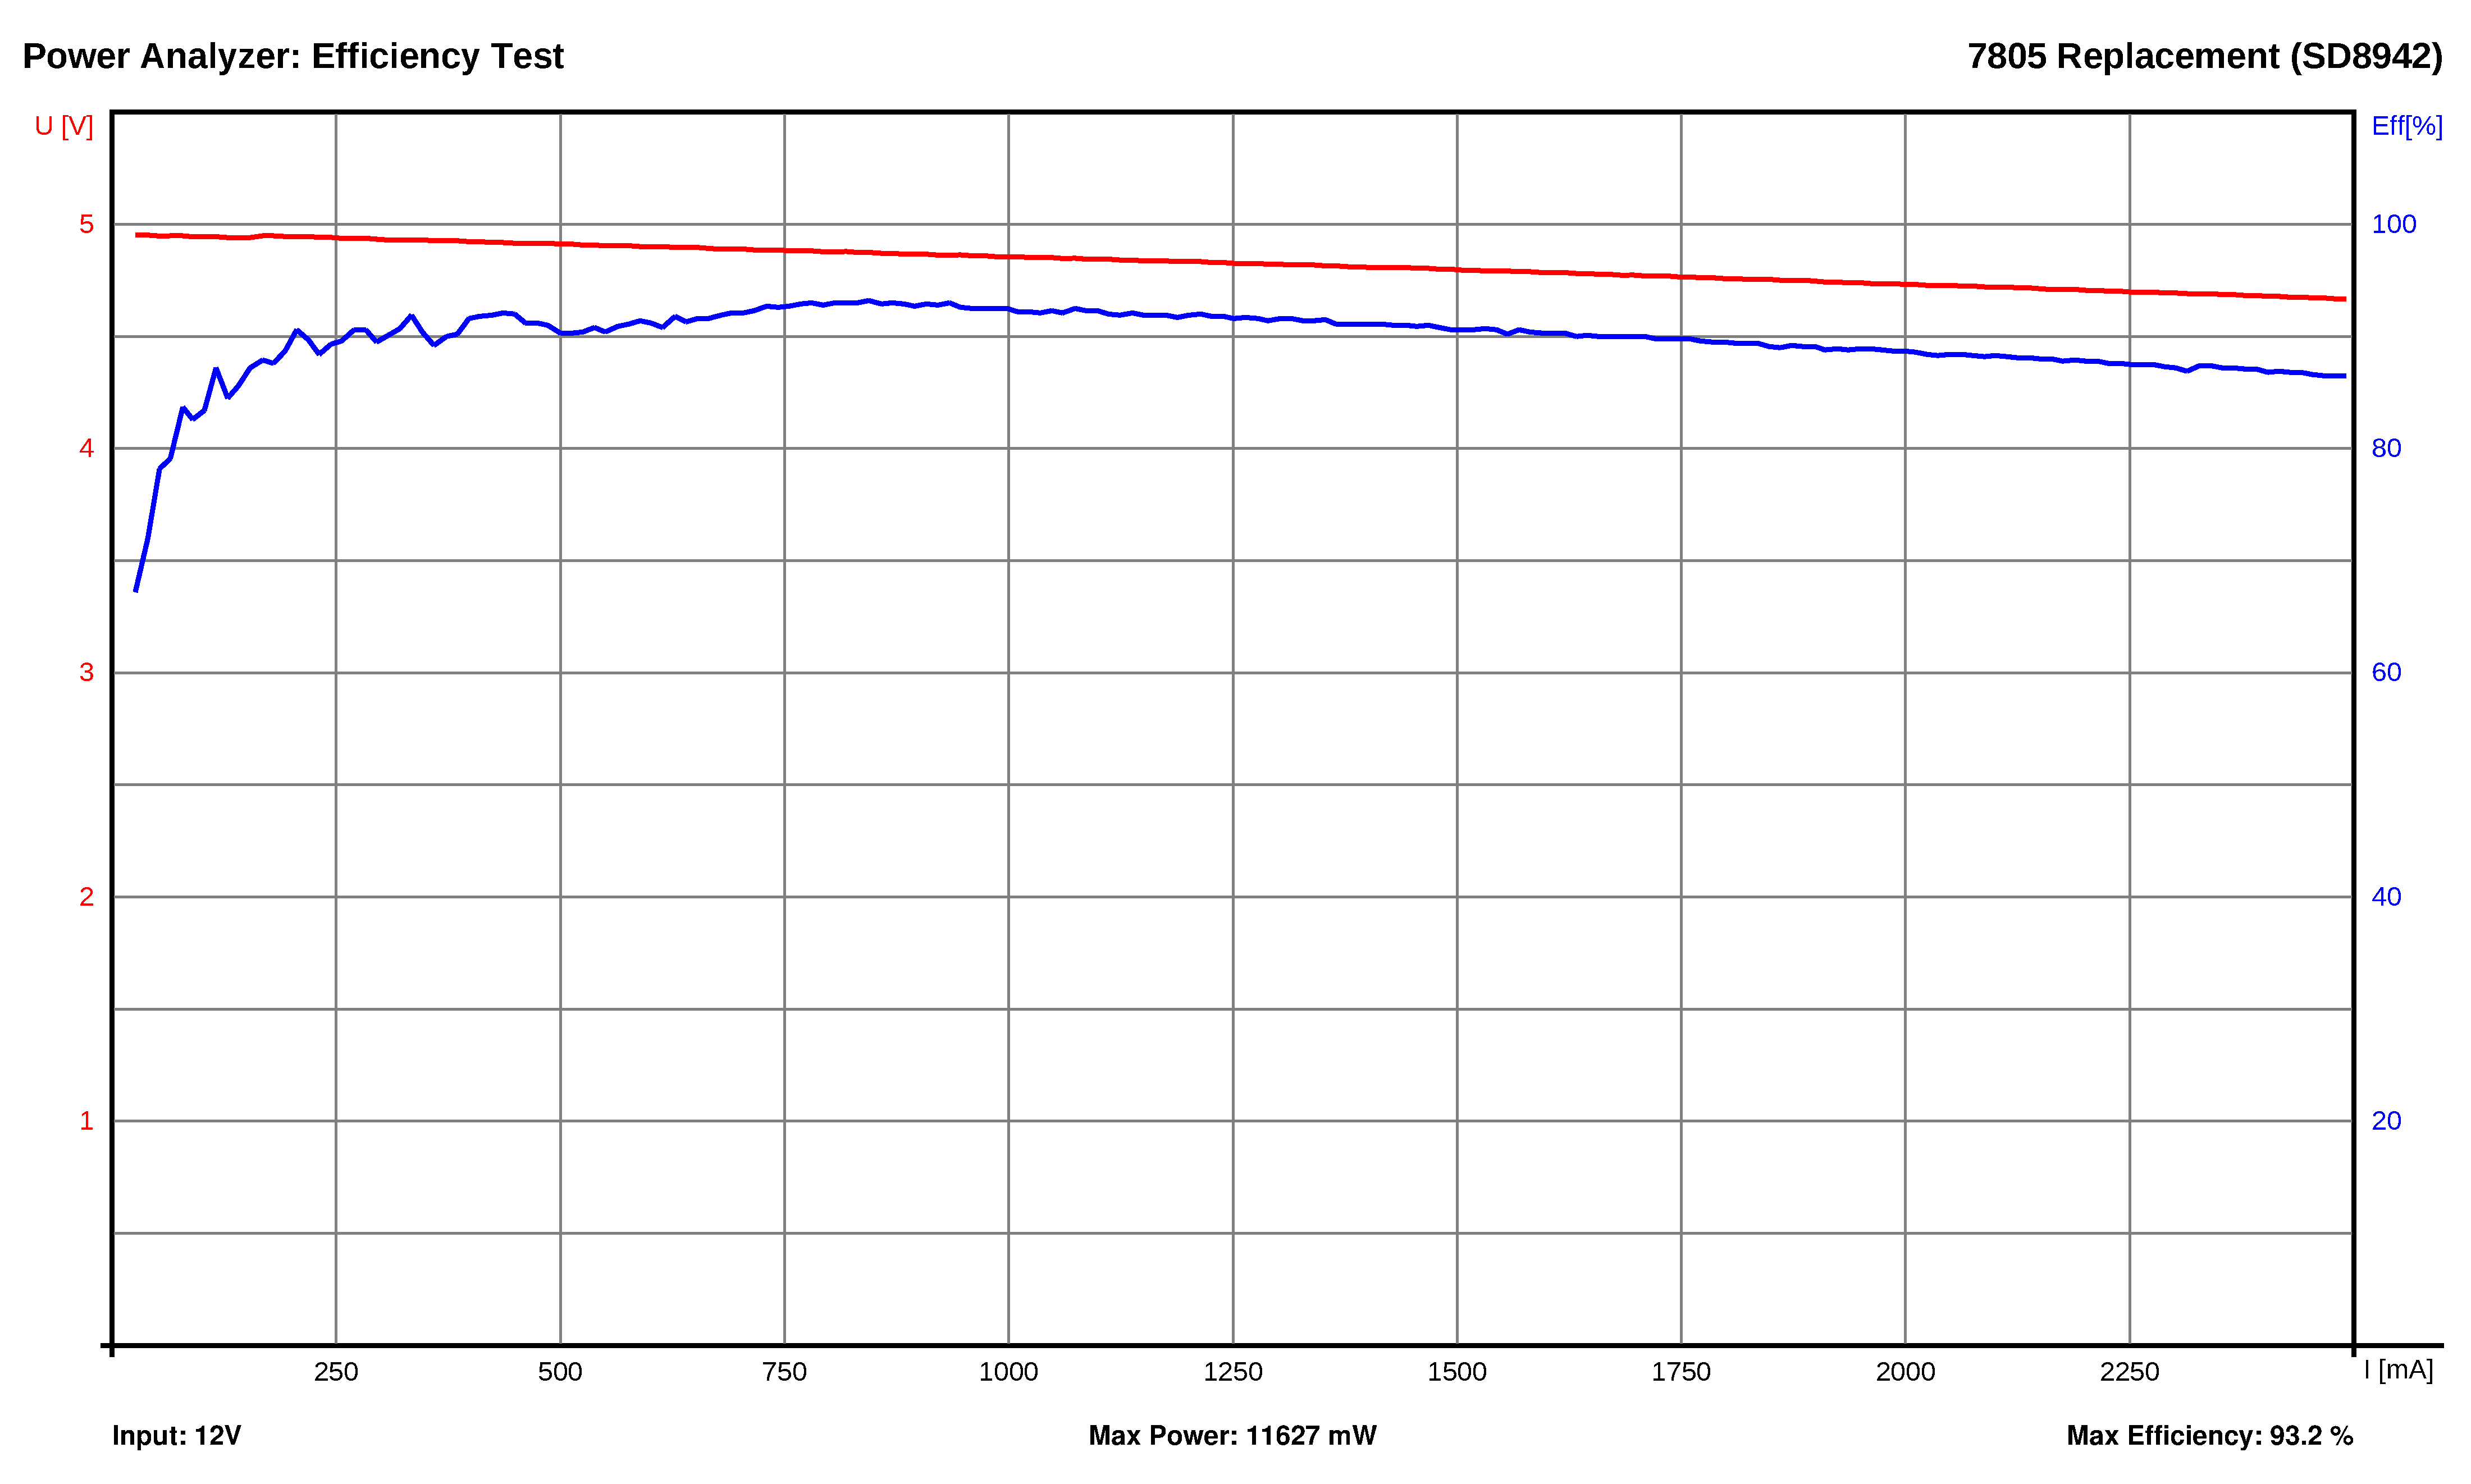 Power Analyzer: Efficiency Test
7805 Replacement (SD8942)
U [V]
Eff[%]
5
100
4
80
3
60
2
40
1
20
250 500 750 1000 1250 1500 1750 2000 2250 I [mA]
Input: 12V
Max Power: 11627 mW
Max Efficiency: 93.2 %